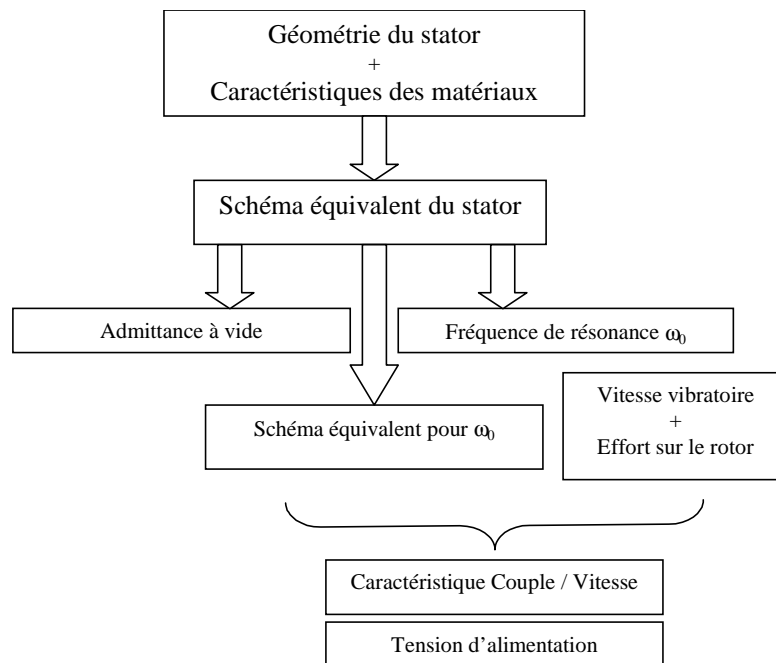 Géométrie du stator
+
Caractéristiques des matériaux
Schéma équivalent du stator
Admittance à vide
Fréquence de résonance ω₀
Schéma équivalent pour ω₀
Vitesse vibratoire
+
Effort sur le rotor
Caractéristique Couple / Vitesse
Tension d'alimentation